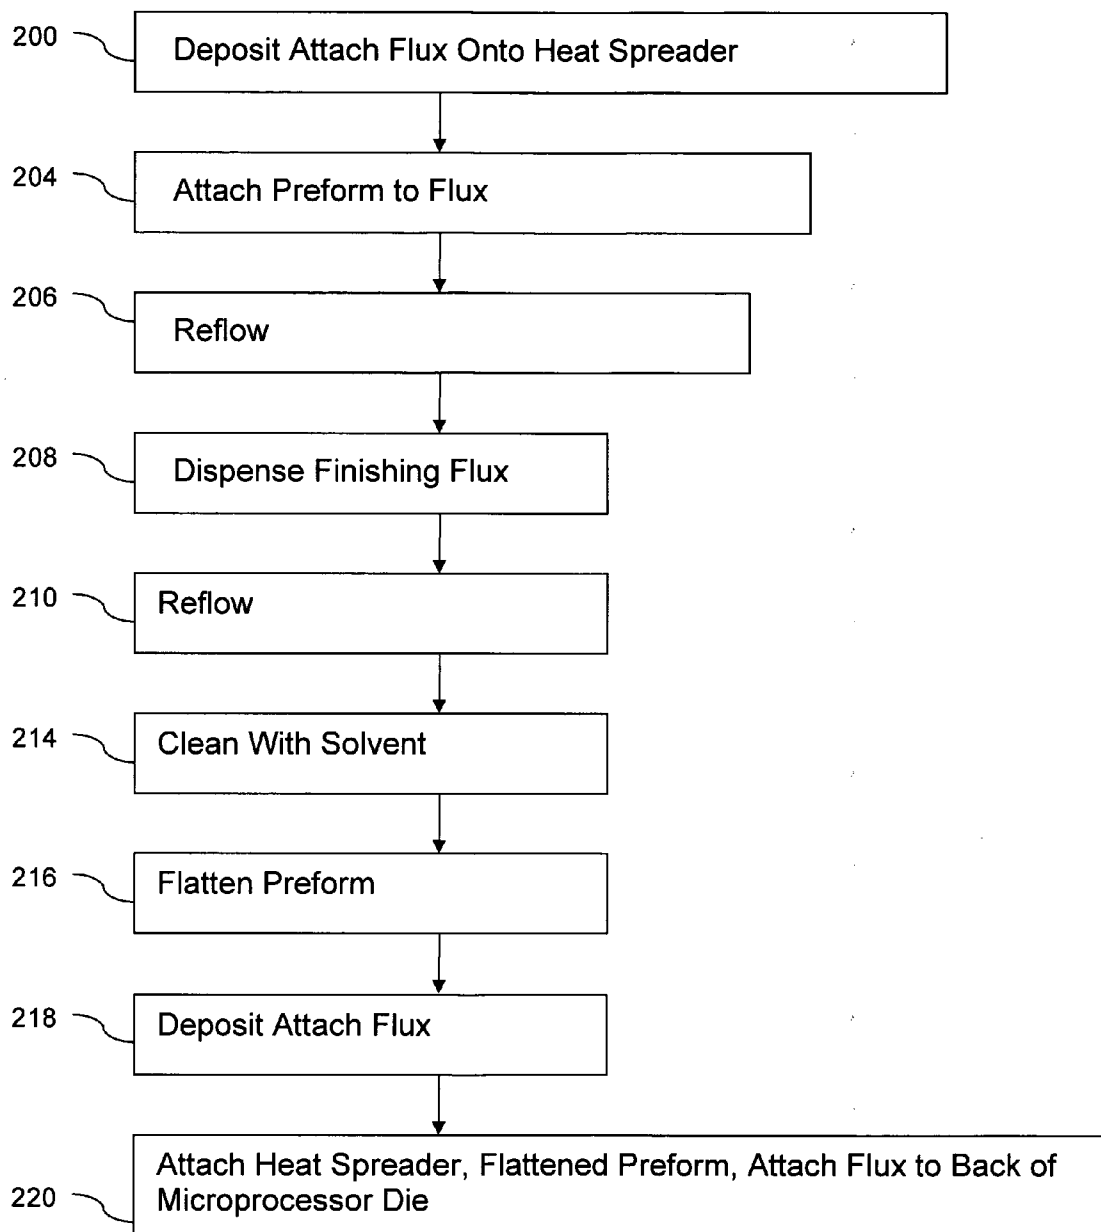 200
Deposit Attach Flux Onto Heat Spreader
204
Attach Preform to Flux
206
Reflow
208
Dispense Finishing Flux
210
Reflow
214
Clean With Solvent
216
Flatten Preform
218
Deposit Attach Flux
220
Attach Heat Spreader, Flattened Preform, Attach Flux to Back of
Microprocessor Die